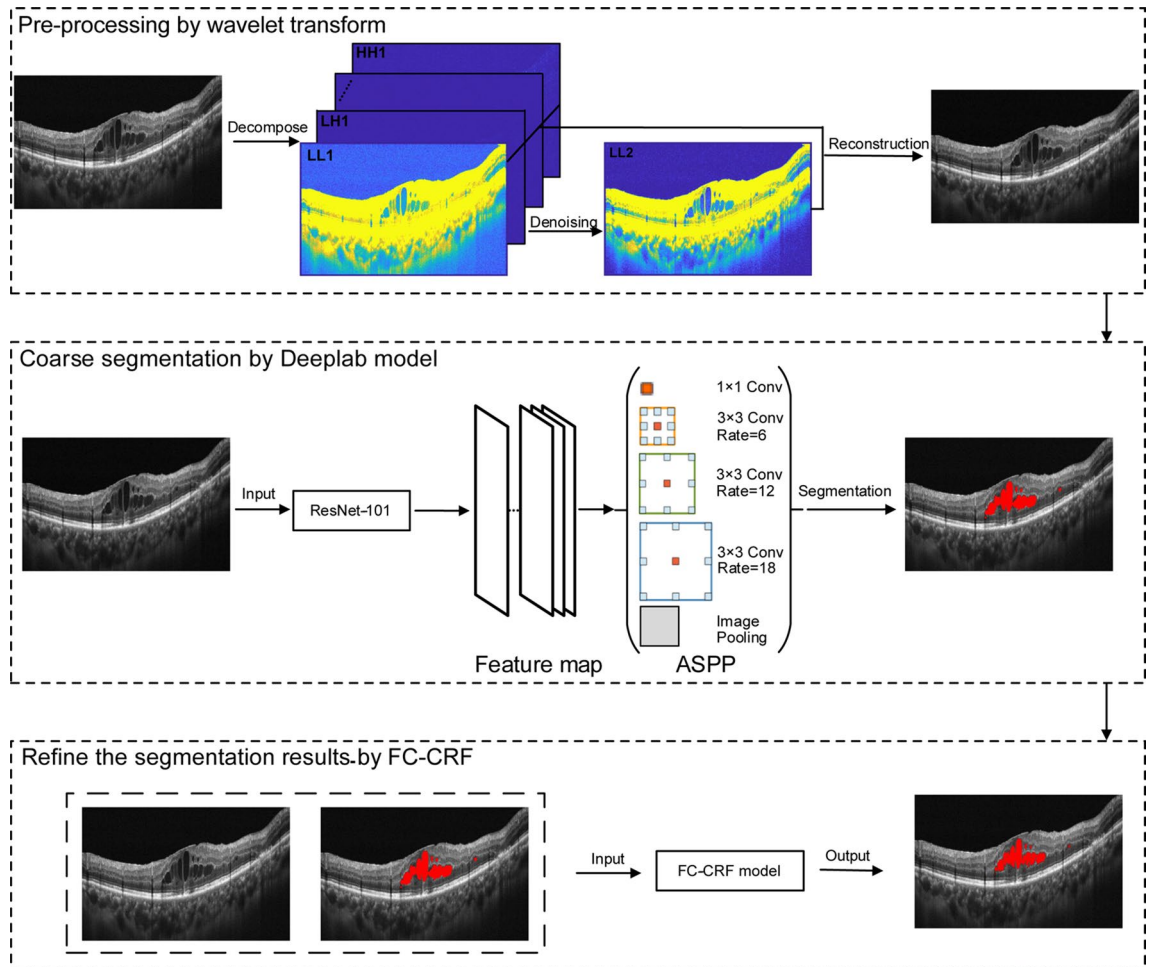 Pre-processing by wavelet transform
HH1
LH1
LL1
Decompose
Denoising
LL2
Reconstruction
Coarse segmentation by Deeplab model
Input
ResNet-101
Feature map
1×1 Conv
3×3 Conv
Rate=6
3×3 Conv
Rate=12
3×3 Conv
Rate=18
Image
Pooling
ASPP
Segmentation
Refine the segmentation results by FC-CRF
Input
FC-CRF model
Output